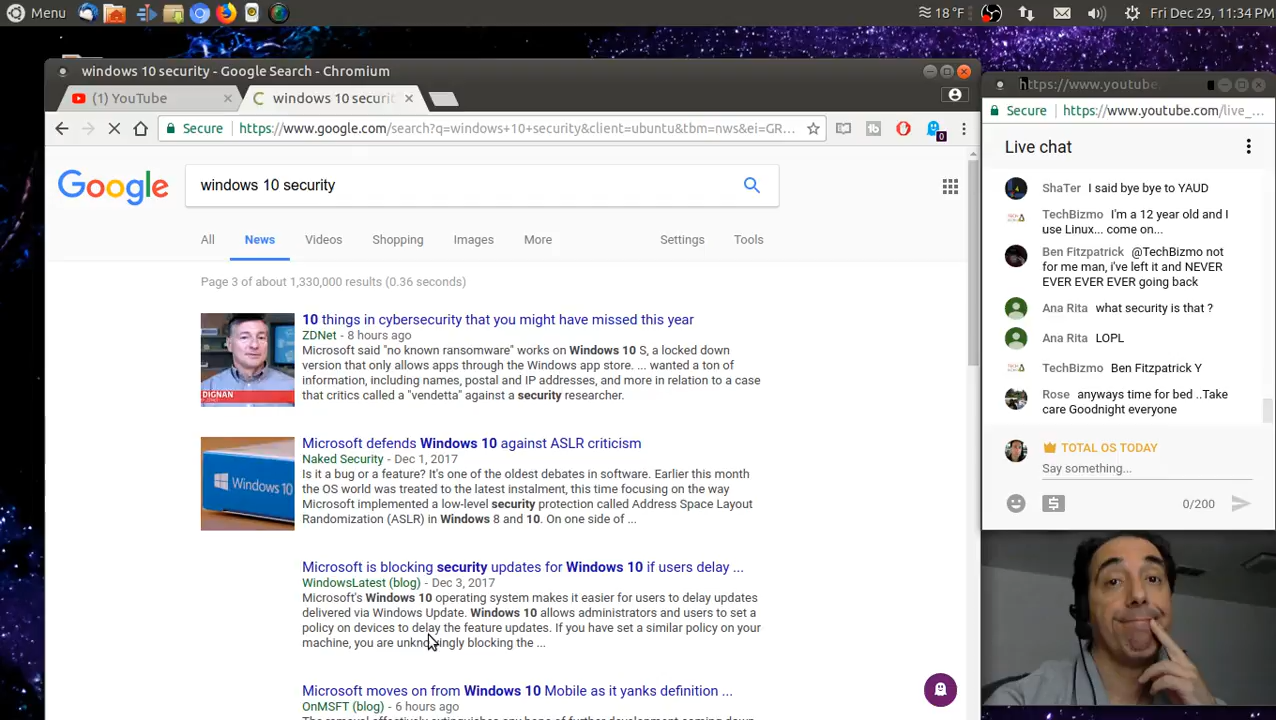 Menu
18 °F
Fri Dec 29, 11:34 PM
windows 10 security - Google Search - Chromium
(1) YouTube
windows 10 securit
Secure
https://www.google.com/search?q=windows+10+security&client=ubuntu&tbm=nws&ei=GR...
0
Google
windows 10 security
All
News
Videos
Shopping
Images
More
Settings
Tools
Page 3 of about 1,330,000 results (0.36 seconds)
10 things in cybersecurity that you might have missed this year
ZDNet - 8 hours ago
Microsoft said "no known ransomware" works on Windows 10 S, a locked down
version that only allows apps through the Windows app store. ... wanted a ton of
information, including names, postal and IP addresses, and more in relation to a case
that critics called a "vendetta" against a security researcher.
DIGNAN
Microsoft defends Windows 10 against ASLR criticism
Naked Security - Dec 1, 2017
Is it a bug or a feature? It's one of the oldest debates in software. Earlier this month
the OS world was treated to the latest instalment, this time focusing on the way
Microsoft implemented a low-level security protection called Address Space Layout
Randomization (ASLR) in Windows 8 and 10. On one side of ...
Windows 10
Microsoft is blocking security updates for Windows 10 if users delay ...
WindowsLatest (blog) - Dec 3, 2017
Microsoft's Windows 10 operating system makes it easier for users to delay updates
delivered via Windows Update. Windows 10 allows administrators and users to set a
policy on devices to delay the feature updates. If you have set a similar policy on your
machine, you are unknowingly blocking the ...
Microsoft moves on from Windows 10 Mobile as it yanks definition ...
OnMSFT (blog) - 6 hours ago
https://www.youtube.
Secure
https://www.youtube.com/live_...
Live chat
ShaTer I said bye bye to YAUD
TechBizmo I'm a 12 year old and I
use Linux... come on...
Ben Fitzpatrick @TechBizmo not
for me man, i've left it and NEVER
EVER EVER EVER going back
Ana Rita what security is that ?
Ana Rita LOPL
TechBizmo Ben Fitzpatrick Y
Rose anyways time for bed ..Take
care Goodnight everyone
TOTAL OS TODAY
Say something...
0/200